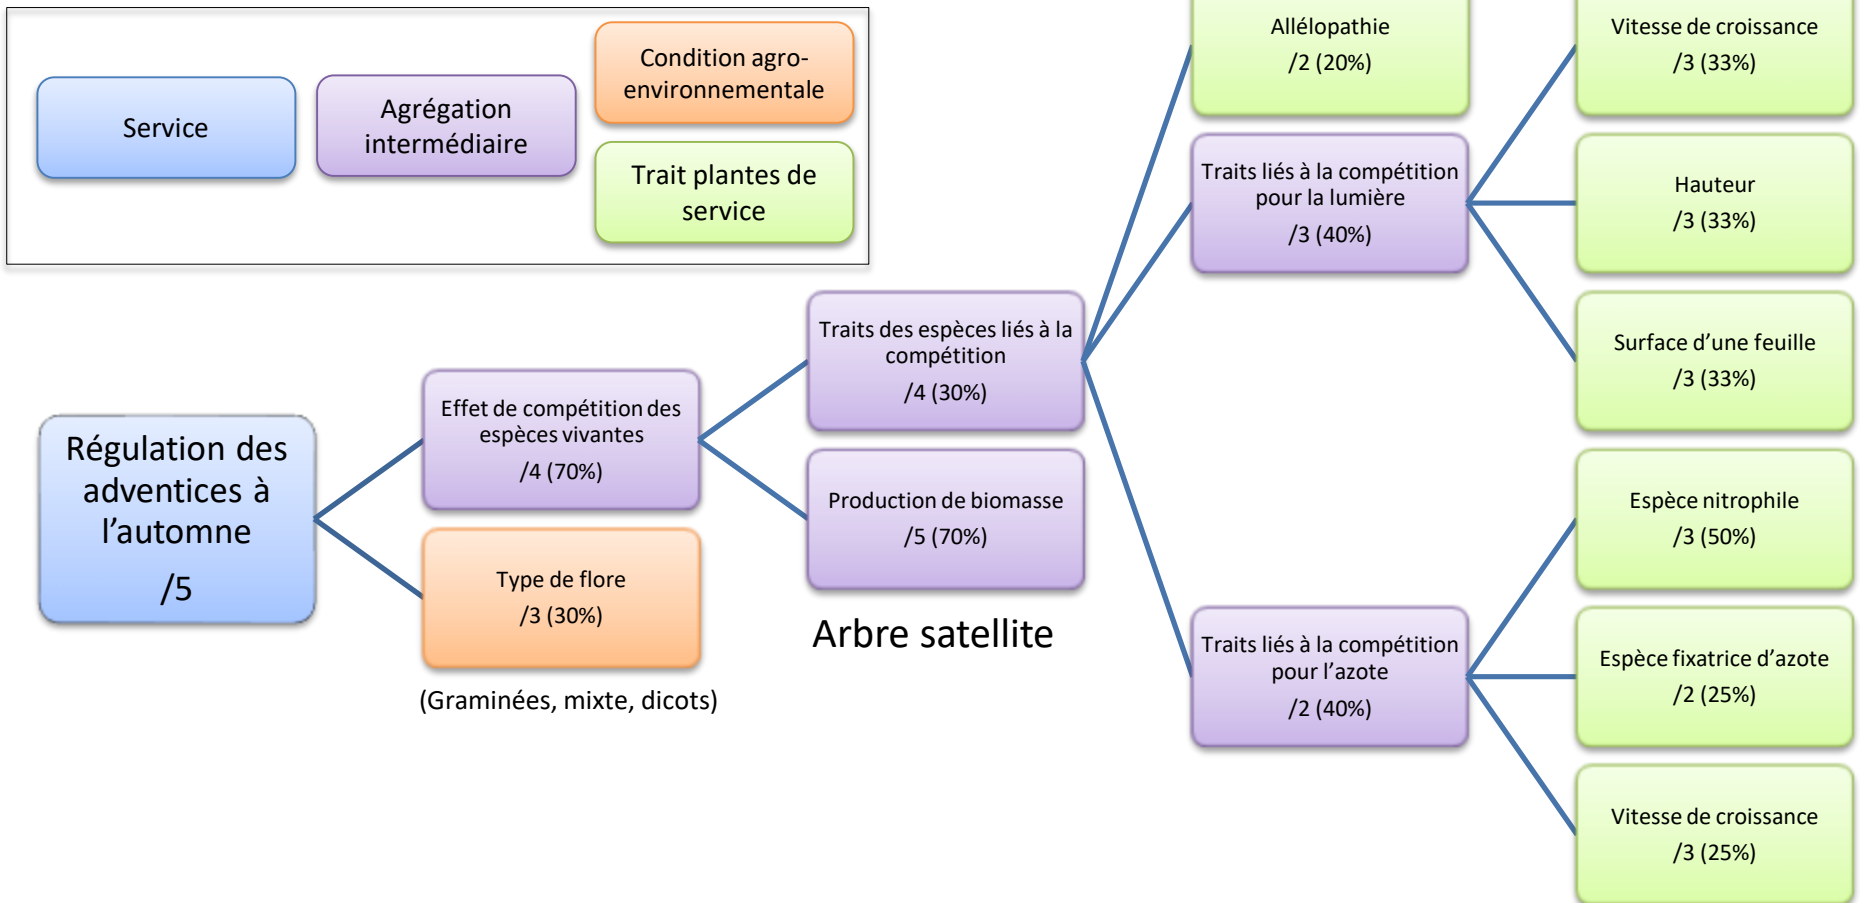 Service
Agrégation
intermédiaire
Condition agro-
environnementale
Trait plantes de
service
Régulation des
adventices à
l’automne
/5
Effet de compétition des
espèces vivantes
/4 (70%)
Type de flore
/3 (30%)
(Graminées, mixte, dicots)
Traits des espèces liés à la
compétition
/4 (30%)
Production de biomasse
/5 (70%)
Arbre satellite
Allélopathie
/2 (20%)
Traits liés à la compétition
pour la lumière
/3 (40%)
Traits liés à la compétition
pour l’azote
/2 (40%)
Vitesse de croissance
/3 (33%)
Hauteur
/3 (33%)
Surface d’une feuille
/3 (33%)
Espèce nitrophile
/3 (50%)
Espèce fixatrice d’azote
/2 (25%)
Vitesse de croissance
/3 (25%)